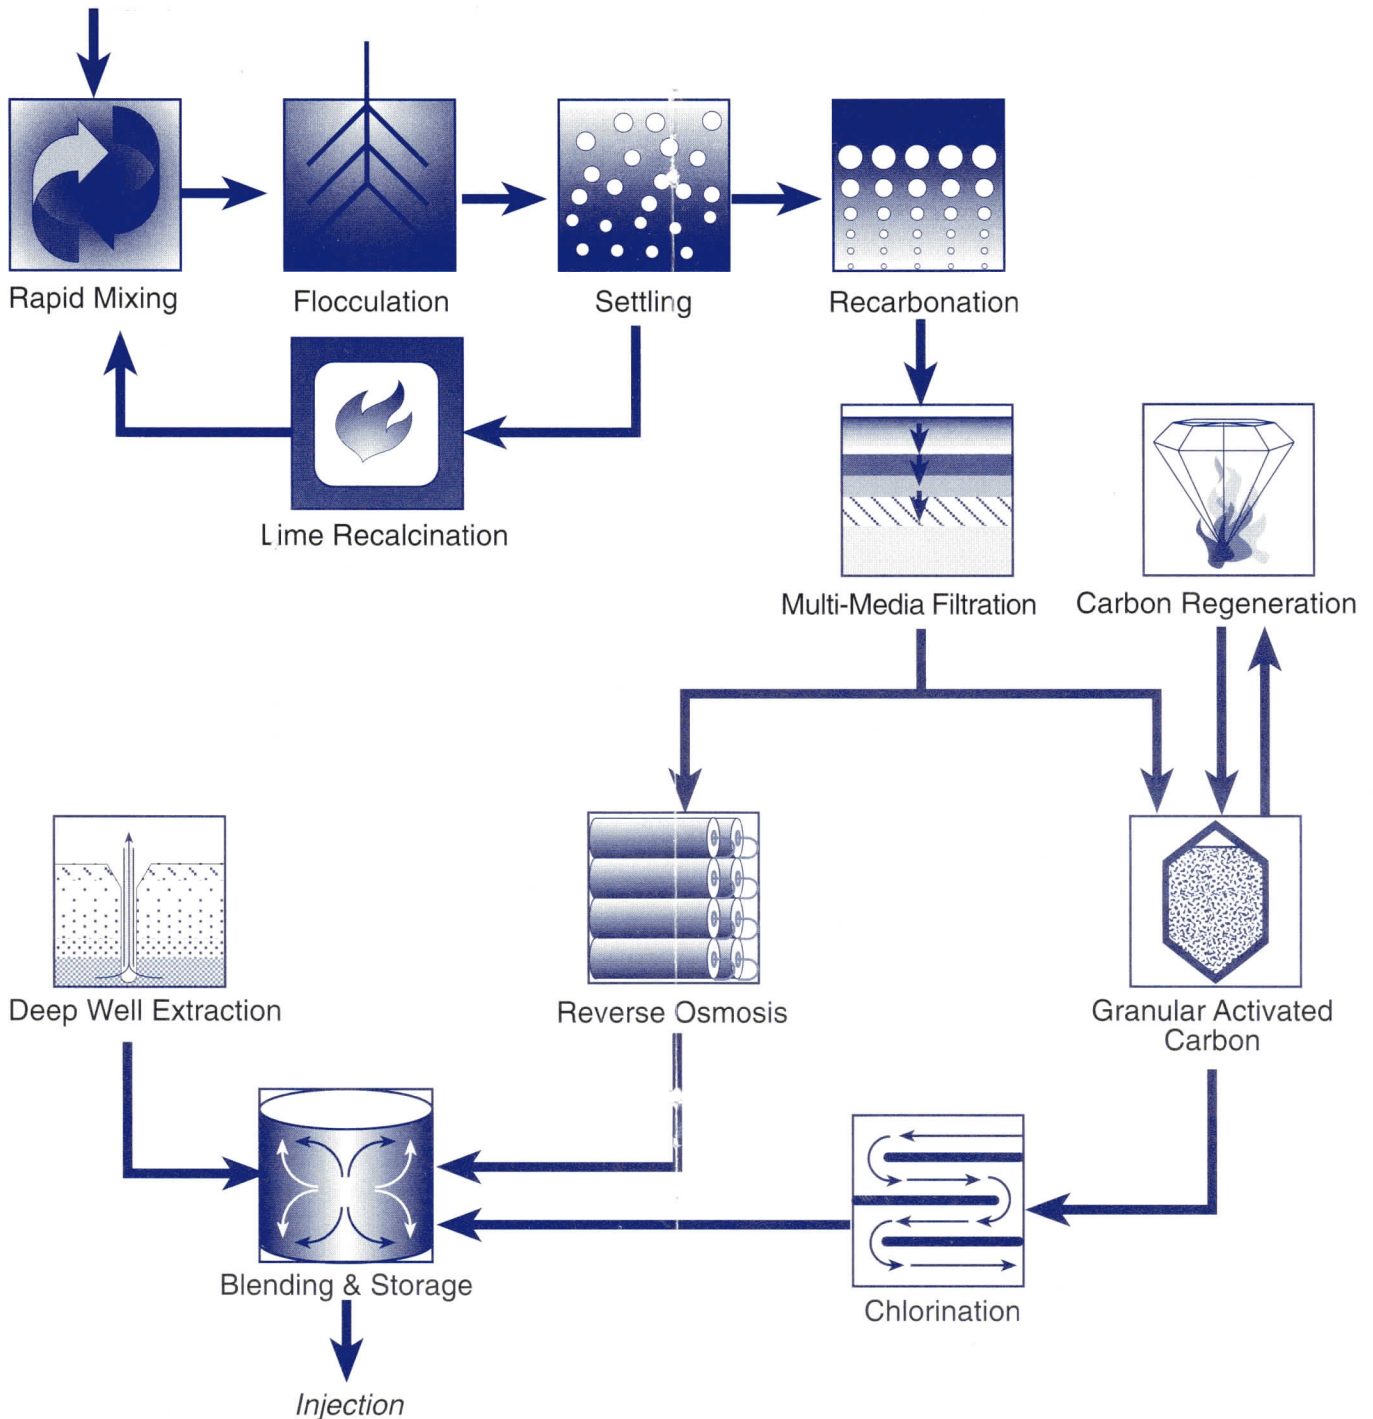 Rapid Mixing
Flocculation
Settling
Recarbonation
Lime Recalcination
Multi-Media Filtration
Carbon Regeneration
Deep Well Extraction
Reverse Osmosis
Granular Activated
Carbon
Blending & Storage
Chlorination
Injection